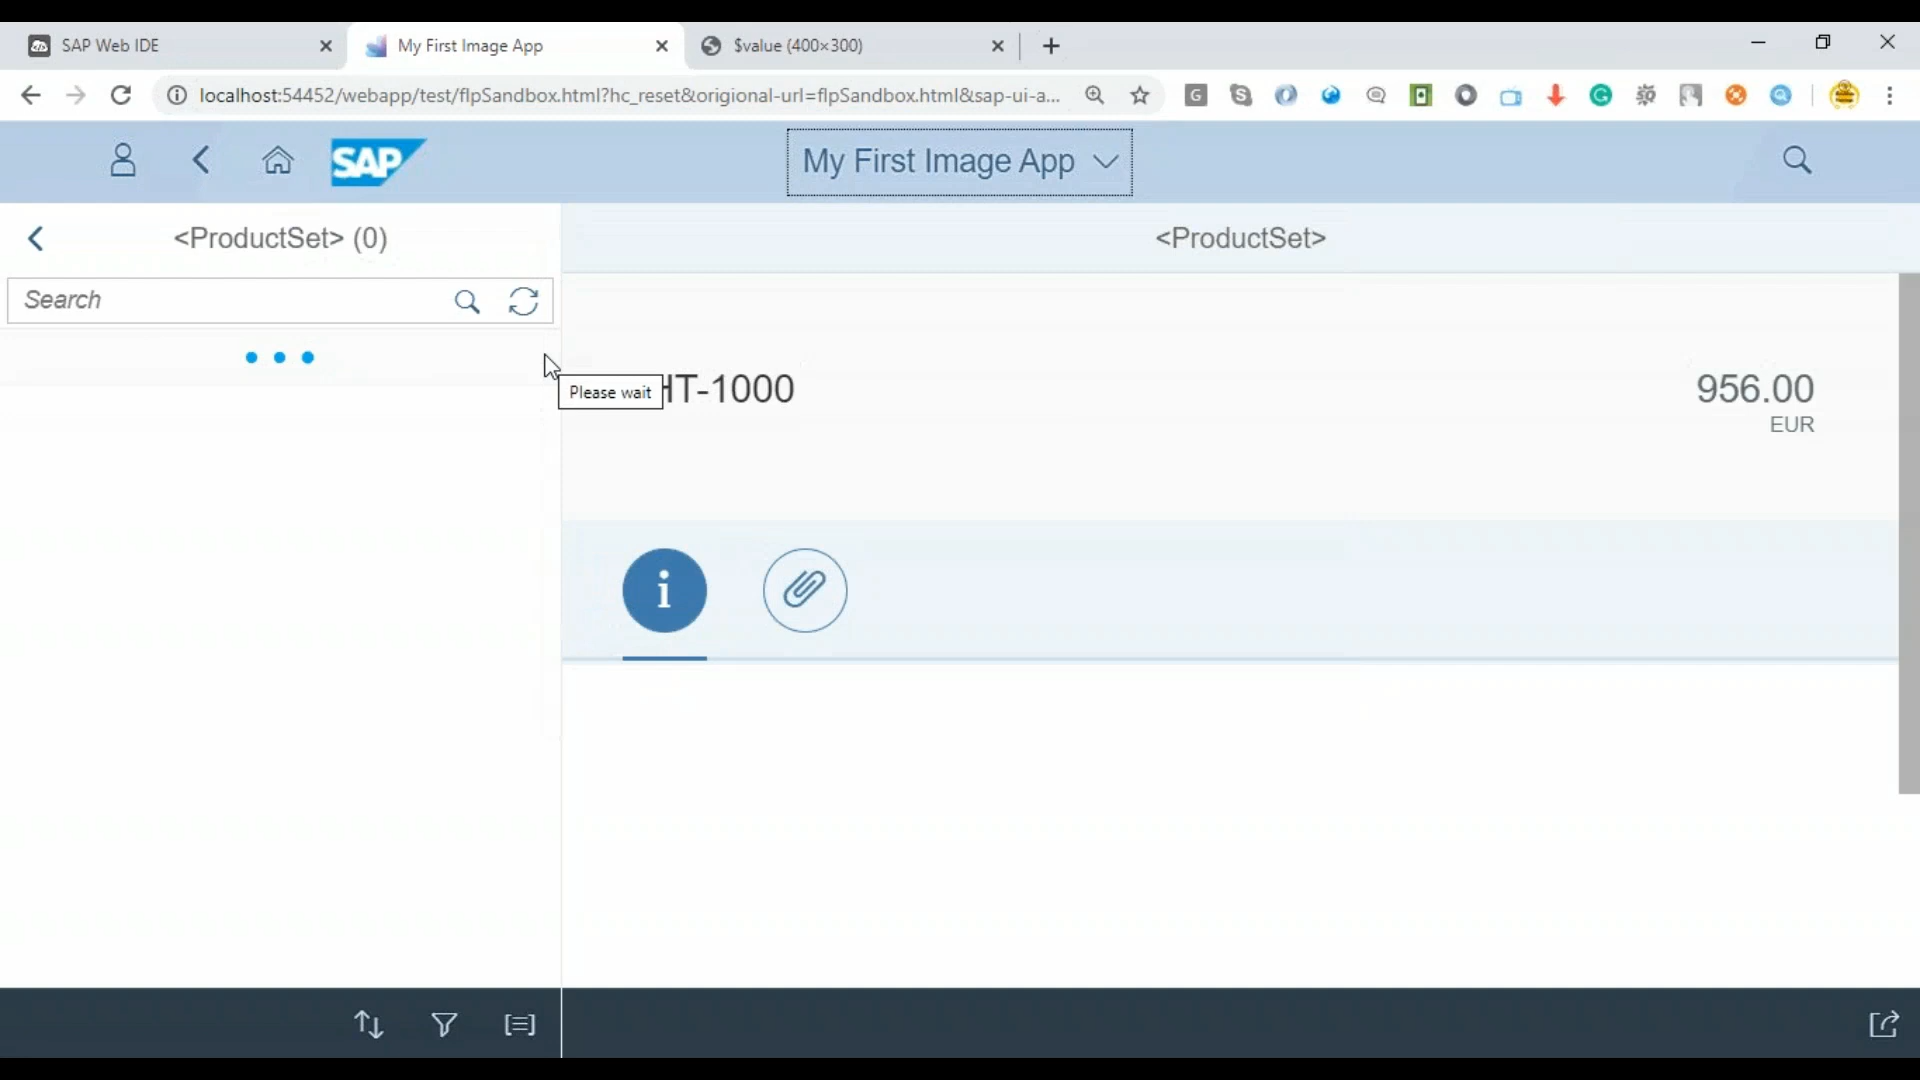 SAP Web IDE
My First Image App
$value (400×300)
localhost:54452/webapp/test/flpSandbox.html?hc_reset&origional-url=flpSandbox.html&sap-ui-a...
SAP
My First Image App
<ProductSet> (0)
<ProductSet>
Search
Please wait
HT-1000
956.00
EUR